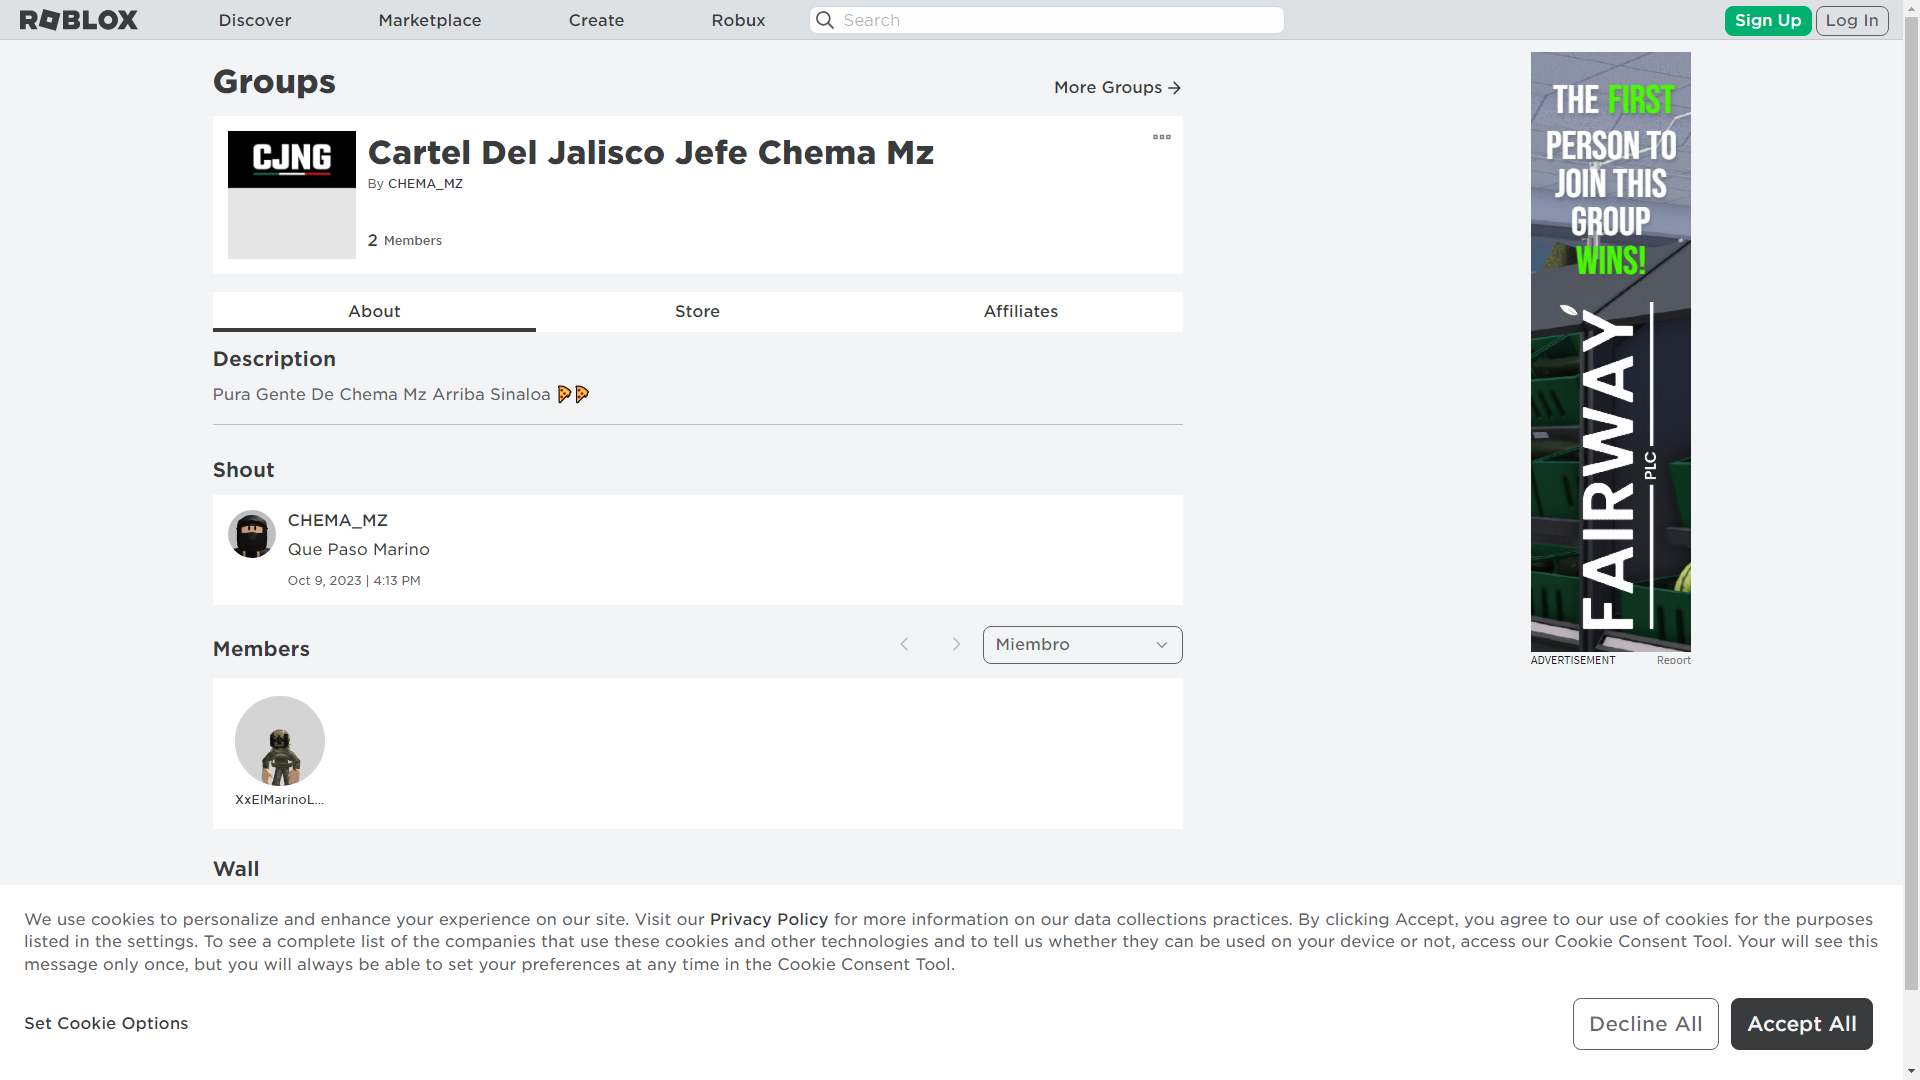 ROBLOX
Discover
Marketplace
Create
Robux
Search
Sign Up
Log In
Groups
More Groups
CJNG
Cartel Del Jalisco Jefe Chema Mz
By CHEMA_MZ
2 Members
About
Store
Affiliates
Description
Pura Gente De Chema Mz Arriba Sinaloa 🍕🍕
Shout
CHEMA_MZ
Que Paso Marino
Oct 9, 2023 | 4:13 PM
Members
Miembro
XxElMarinoL...
Wall
THE FIRST
PERSON TO
JOIN THIS
GROUP
WINS!
FAIRWAY
PLC
ADVERTISEMENT
Report
We use cookies to personalize and enhance your experience on our site. Visit our Privacy Policy for more information on our data collections practices. By clicking Accept, you agree to our use of cookies for the purposes
listed in the settings. To see a complete list of the companies that use these cookies and other technologies and to tell us whether they can be used on your device or not, access our Cookie Consent Tool. Your will see this
message only once, but you will always be able to set your preferences at any time in the Cookie Consent Tool.
Set Cookie Options
Decline All
Accept All